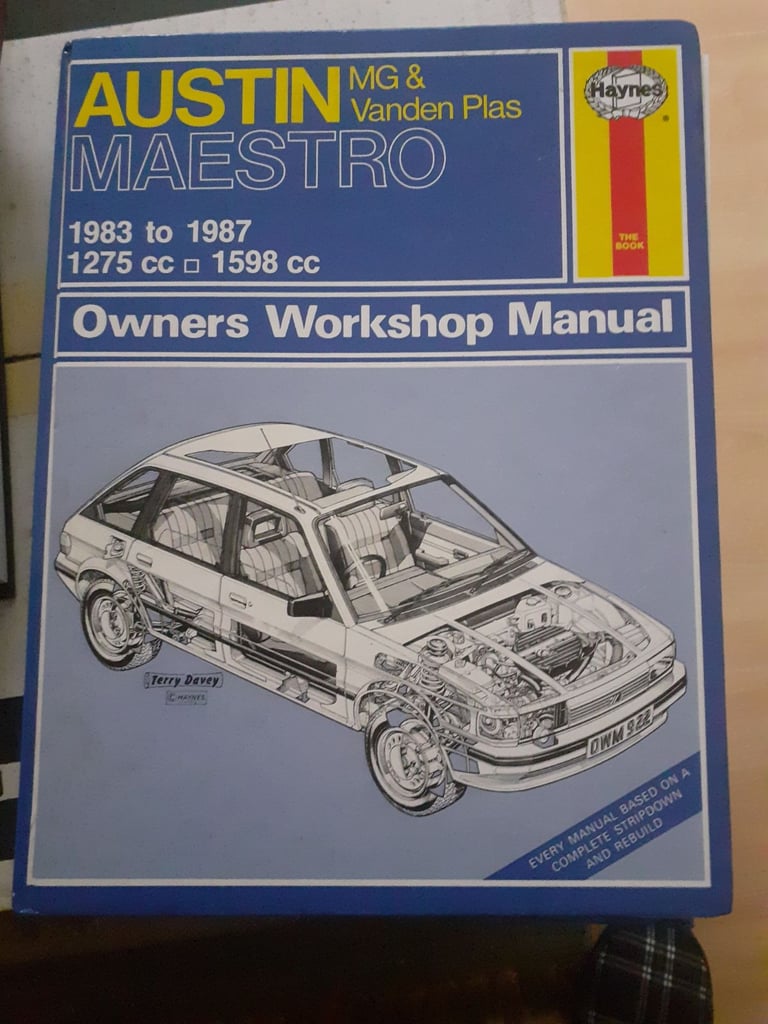 AUSTIN MG &
Vanden Plas
MAESTRO
1983 to 1987
1275 cc □ 1598 cc
Haynes
®
THE
BOOK
Owners Workshop Manual
Terry Davey
© HAYNES
OWM 922
EVERY MANUAL BASED ON A
COMPLETE STRIPDOWN
AND REBUILD